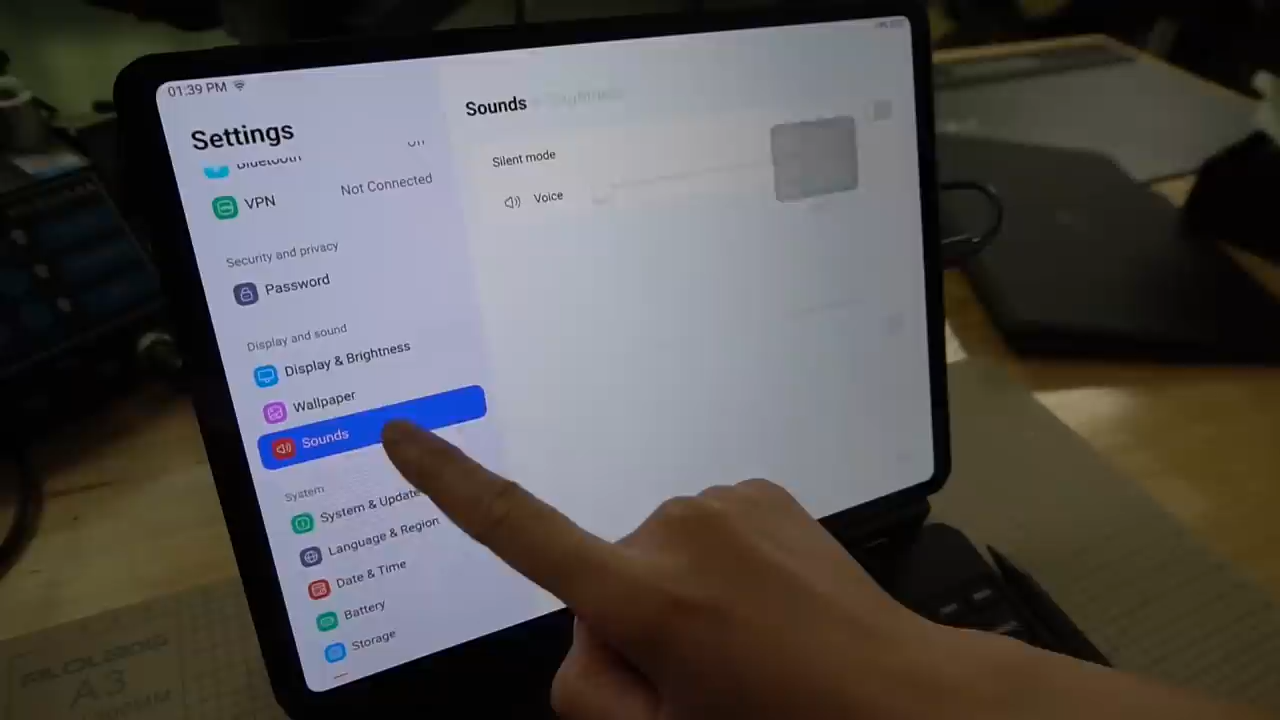 01:39 PM
Settings
Bluetooth
VPN Not Connected
Security and privacy
Password
Display and sound
Display & Brightness
Wallpaper
Sounds
System
System & Update
Language & Region
Date & Time
Battery
Storage
Sounds
Silent mode
Voice
A3